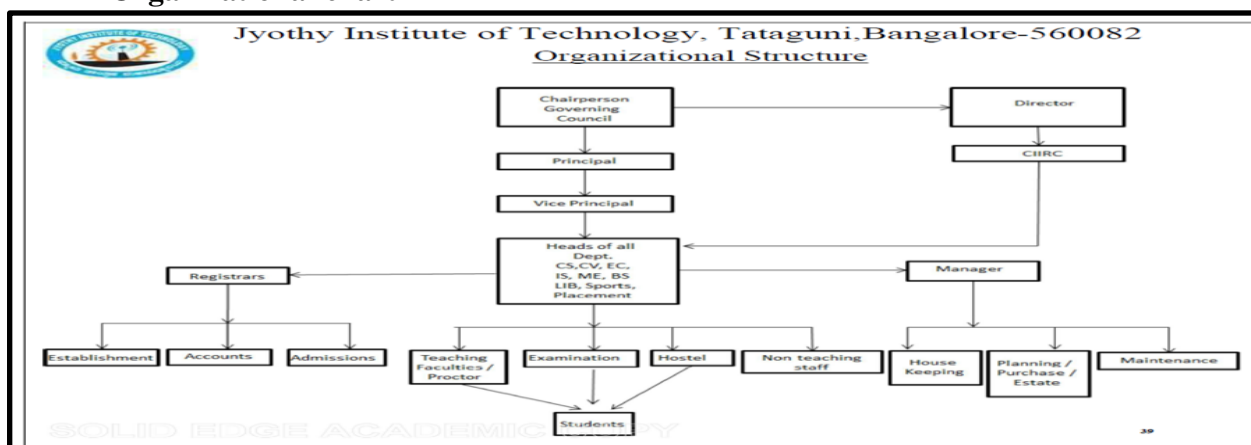 Jyothy Institute of Technology, Tataguni,Bangalore-560082
Organizational Structure
Chairperson
Governing
Council
Director
Principal
CIIRC
Vice Principal
Heads of all
Dept.
CS,CV, EC,
IS, ME, BS
LIB, Sports,
Placement
Registrars
Manager
Establishment
Accounts
Admissions
Teaching
Faculties /
Proctor
Examination
Hostel
Non teaching
staff
House
Keeping
Planning /
Purchase /
Estate
Maintenance
Students
SOLID EDGE ACADEMIC COPY
39